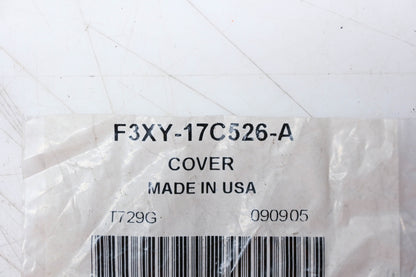 F3XY-17C526-A
COVER
MADE IN USA
T729G 090905